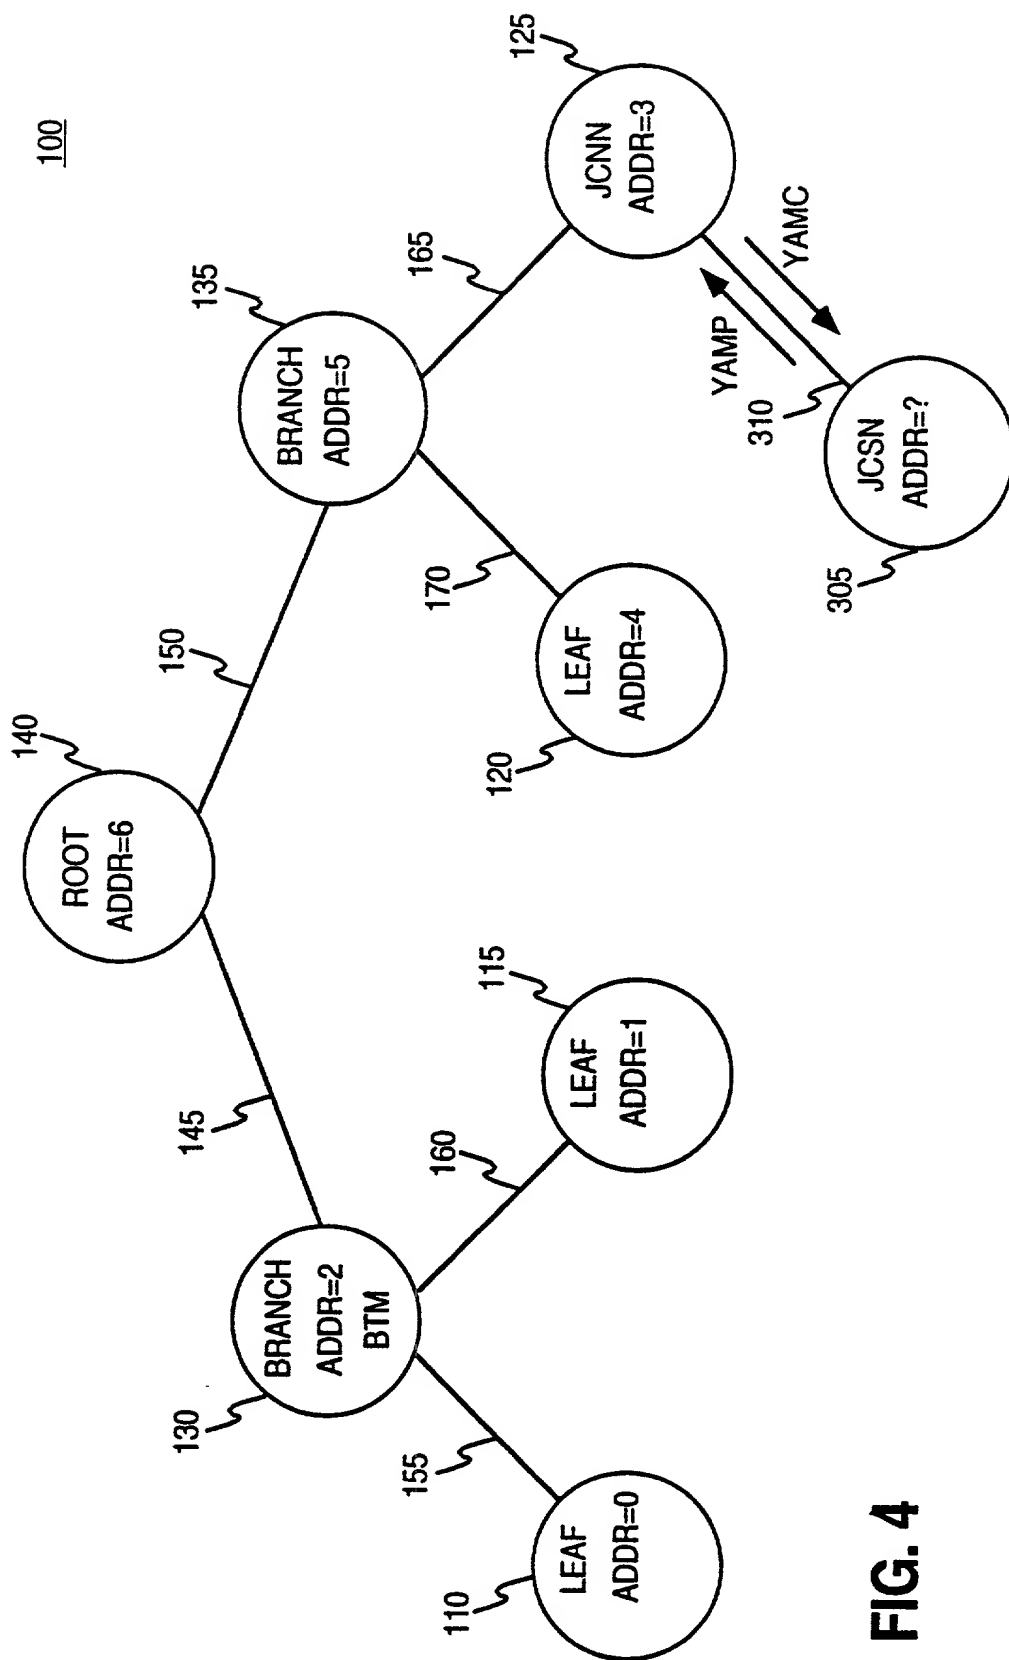 100
140
ROOT
ADDR=6
145
150
130
BRANCH
ADDR=2
BTM
135
BRANCH
ADDR=5
155
160
170
165
110
LEAF
ADDR=0
115
LEAF
ADDR=1
120
LEAF
ADDR=4
125
JCNN
ADDR=3
YAMP
YAMC
310
305
JCSN
ADDR=?
FIG. 4